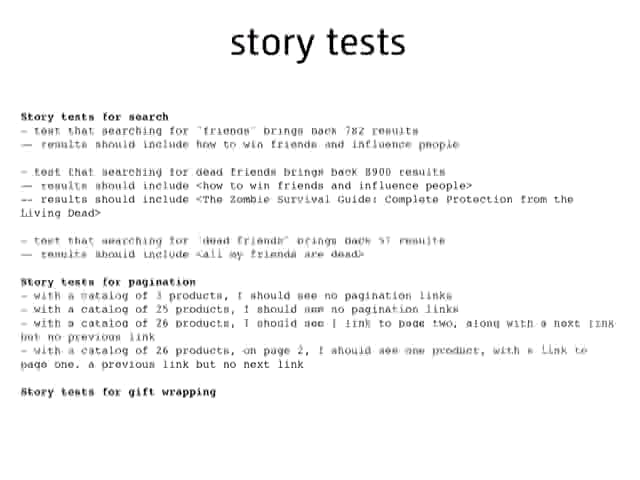 story tests
Story tests for search
- test that searching for "friends" brings back 782 results
-- results should include how to win friends and influence people
- test that searching for dead friends brings back 8900 results
-- results should include <how to win friends and influence people>
-- results should include <The Zombie Survival Guide: Complete Protection from the
Living Dead>
- test that searching for "dead friends" brings back 57 results
-- results should include <all my friends are dead>
Story tests for pagination
- with a catalog of 3 products, I should see no pagination links
- with a catalog of 25 products, I should see no pagination links
- with a catalog of 26 products, I should see 1 link to page two, along with a next link
but no previous link
- with a catalog of 26 products, on page 2, I should see one product, with a link to
page one. a previous link but no next link
Story tests for gift wrapping